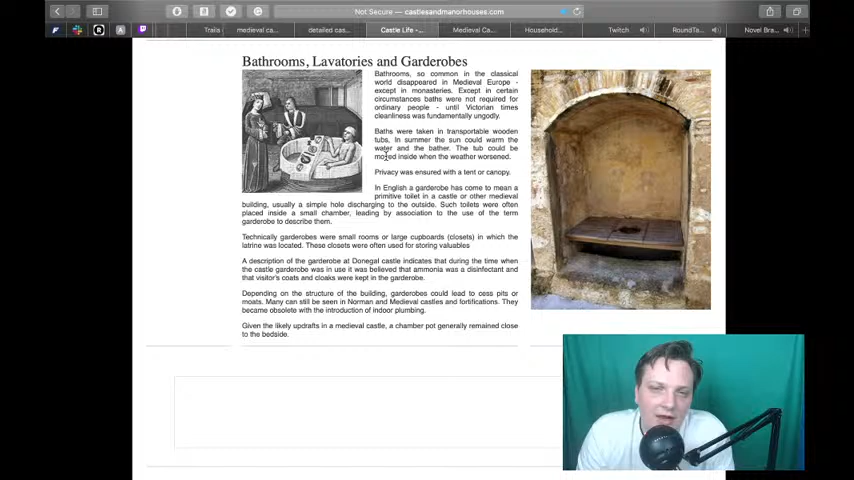 Not Secure — castlesandmanorhouses.com
Trails
medieval ca...
detailed cas...
Castle Life -...
Medieval Ca...
Household...
Twitch
RoundTa...
Novel Bra...
Bathrooms, Lavatories and Garderobes
Bathrooms, so common in the classical
world disappeared in Medieval Europe -
except in monasteries. Except in certain
circumstances baths were not required for
ordinary people - until Victorian times
cleanliness was fundamentally ungodly.
Baths were taken in transportable wooden
tubs. In summer the sun could warm the
water and the bather. The tub could be
moved inside when the weather worsened.
Privacy was ensured with a tent or canopy.
In English a garderobe has come to mean a
primitive toilet in a castle or other medieval
building, usually a simple hole discharging to the outside. Such toilets were often
placed inside a small chamber, leading by association to the use of the term
garderobe to describe them.
Technically garderobes were small rooms or large cupboards (closets) in which the
latrine was located. These closets were often used for storing valuables
A description of the garderobe at Donegal castle indicates that during the time when
the castle garderobe was in use it was believed that ammonia was a disinfectant and
that visitor's coats and cloaks were kept in the garderobe.
Depending on the structure of the building, garderobes could lead to cess pits or
moats. Many can still be seen in Norman and Medieval castles and fortifications. They
became obsolete with the introduction of indoor plumbing.
Given the likely updrafts in a medieval castle, a chamber pot generally remained close
to the bedside.